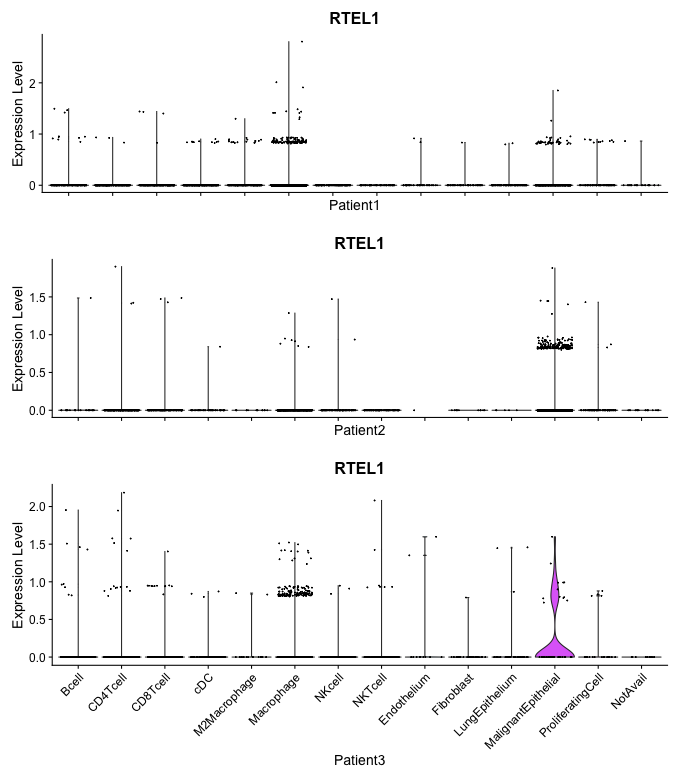 RTEL1
Expression Level
2
1
0
Patient1
RTEL1
Expression Level
1.5
1.0
0.5
0.0
Patient2
RTEL1
Expression Level
2.0
1.5
1.0
0.5
0.0
Bcell
CD4Tcell
CD8Tcell
cDC
M2Macrophage
Macrophage
NKcell
NKTcell
Endothelium
Fibroblast
LungEpithelium
MalignantEpithelial
ProliferatingCell
NotAvail
Patient3